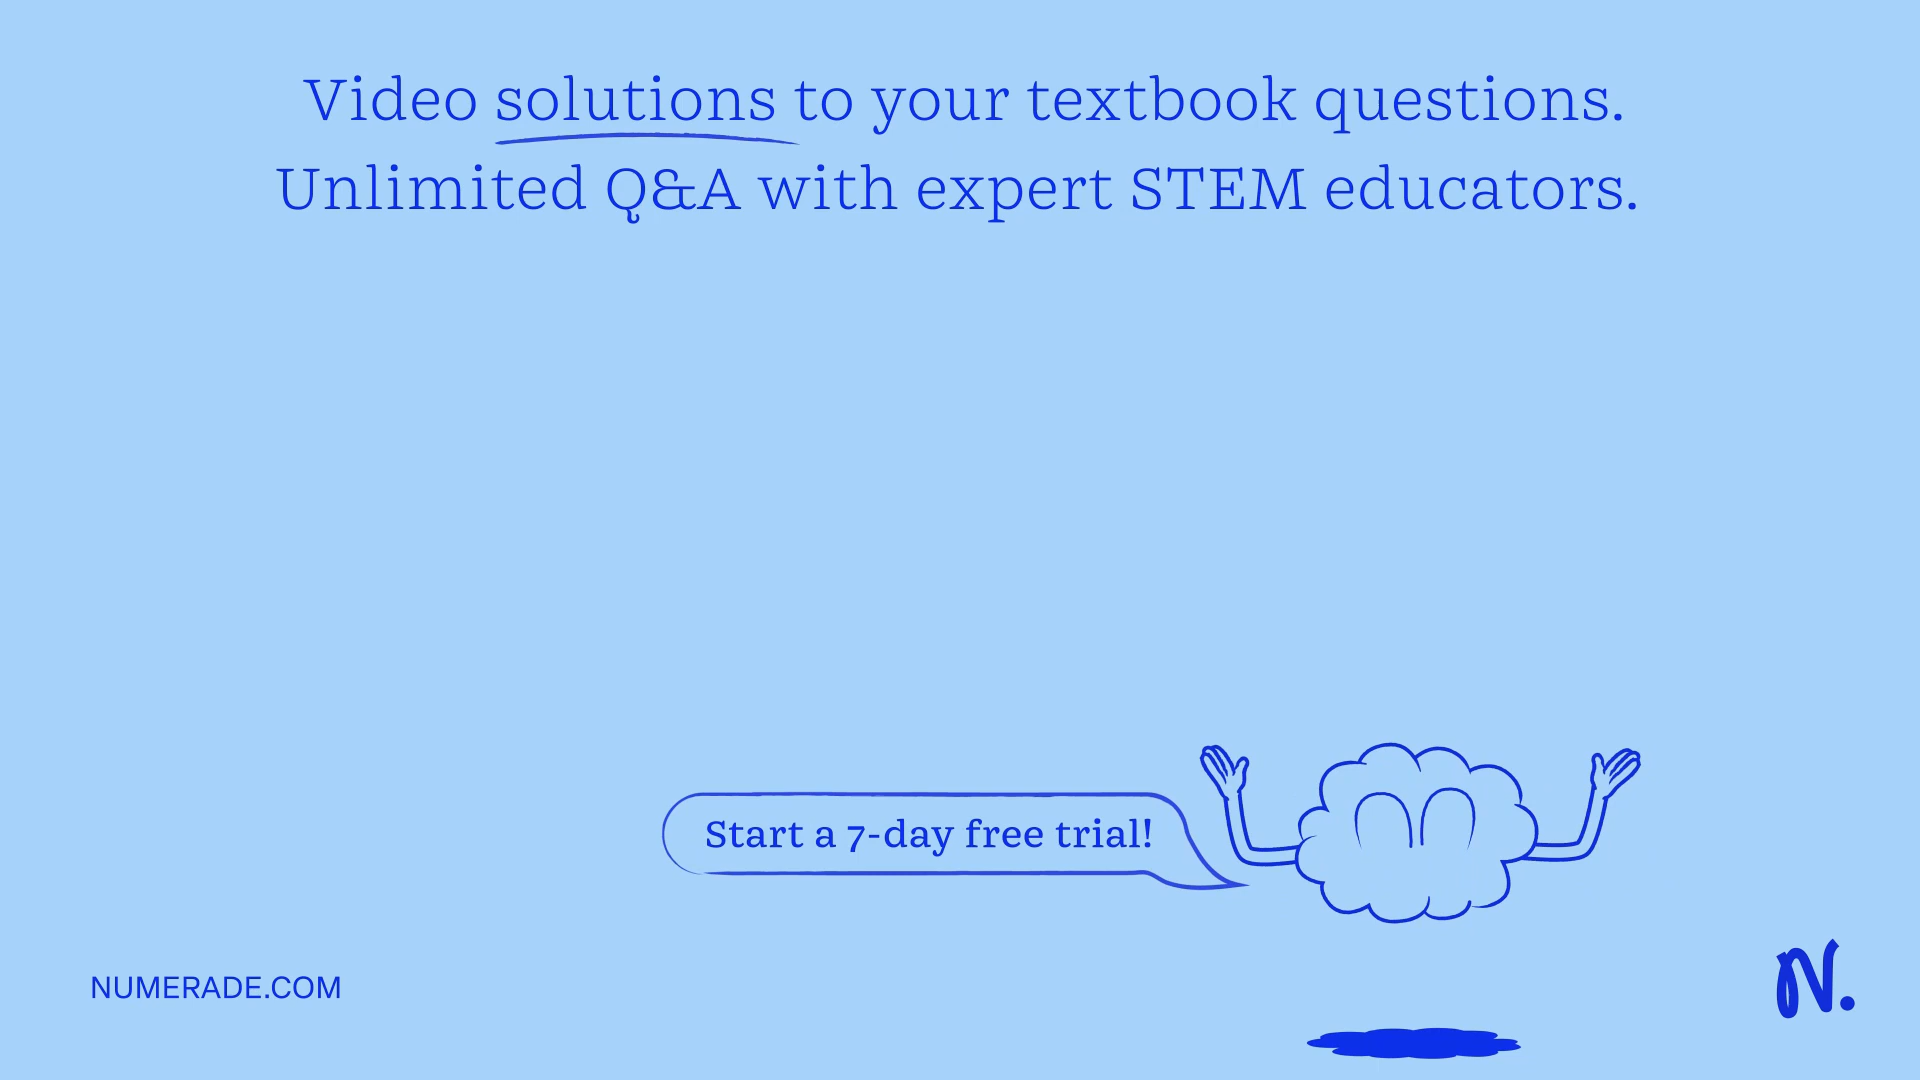 Video solutions to your textbook questions.
Unlimited Q&A with expert STEM educators.
Start a 7-day free trial!
NUMERADE.COM
N.